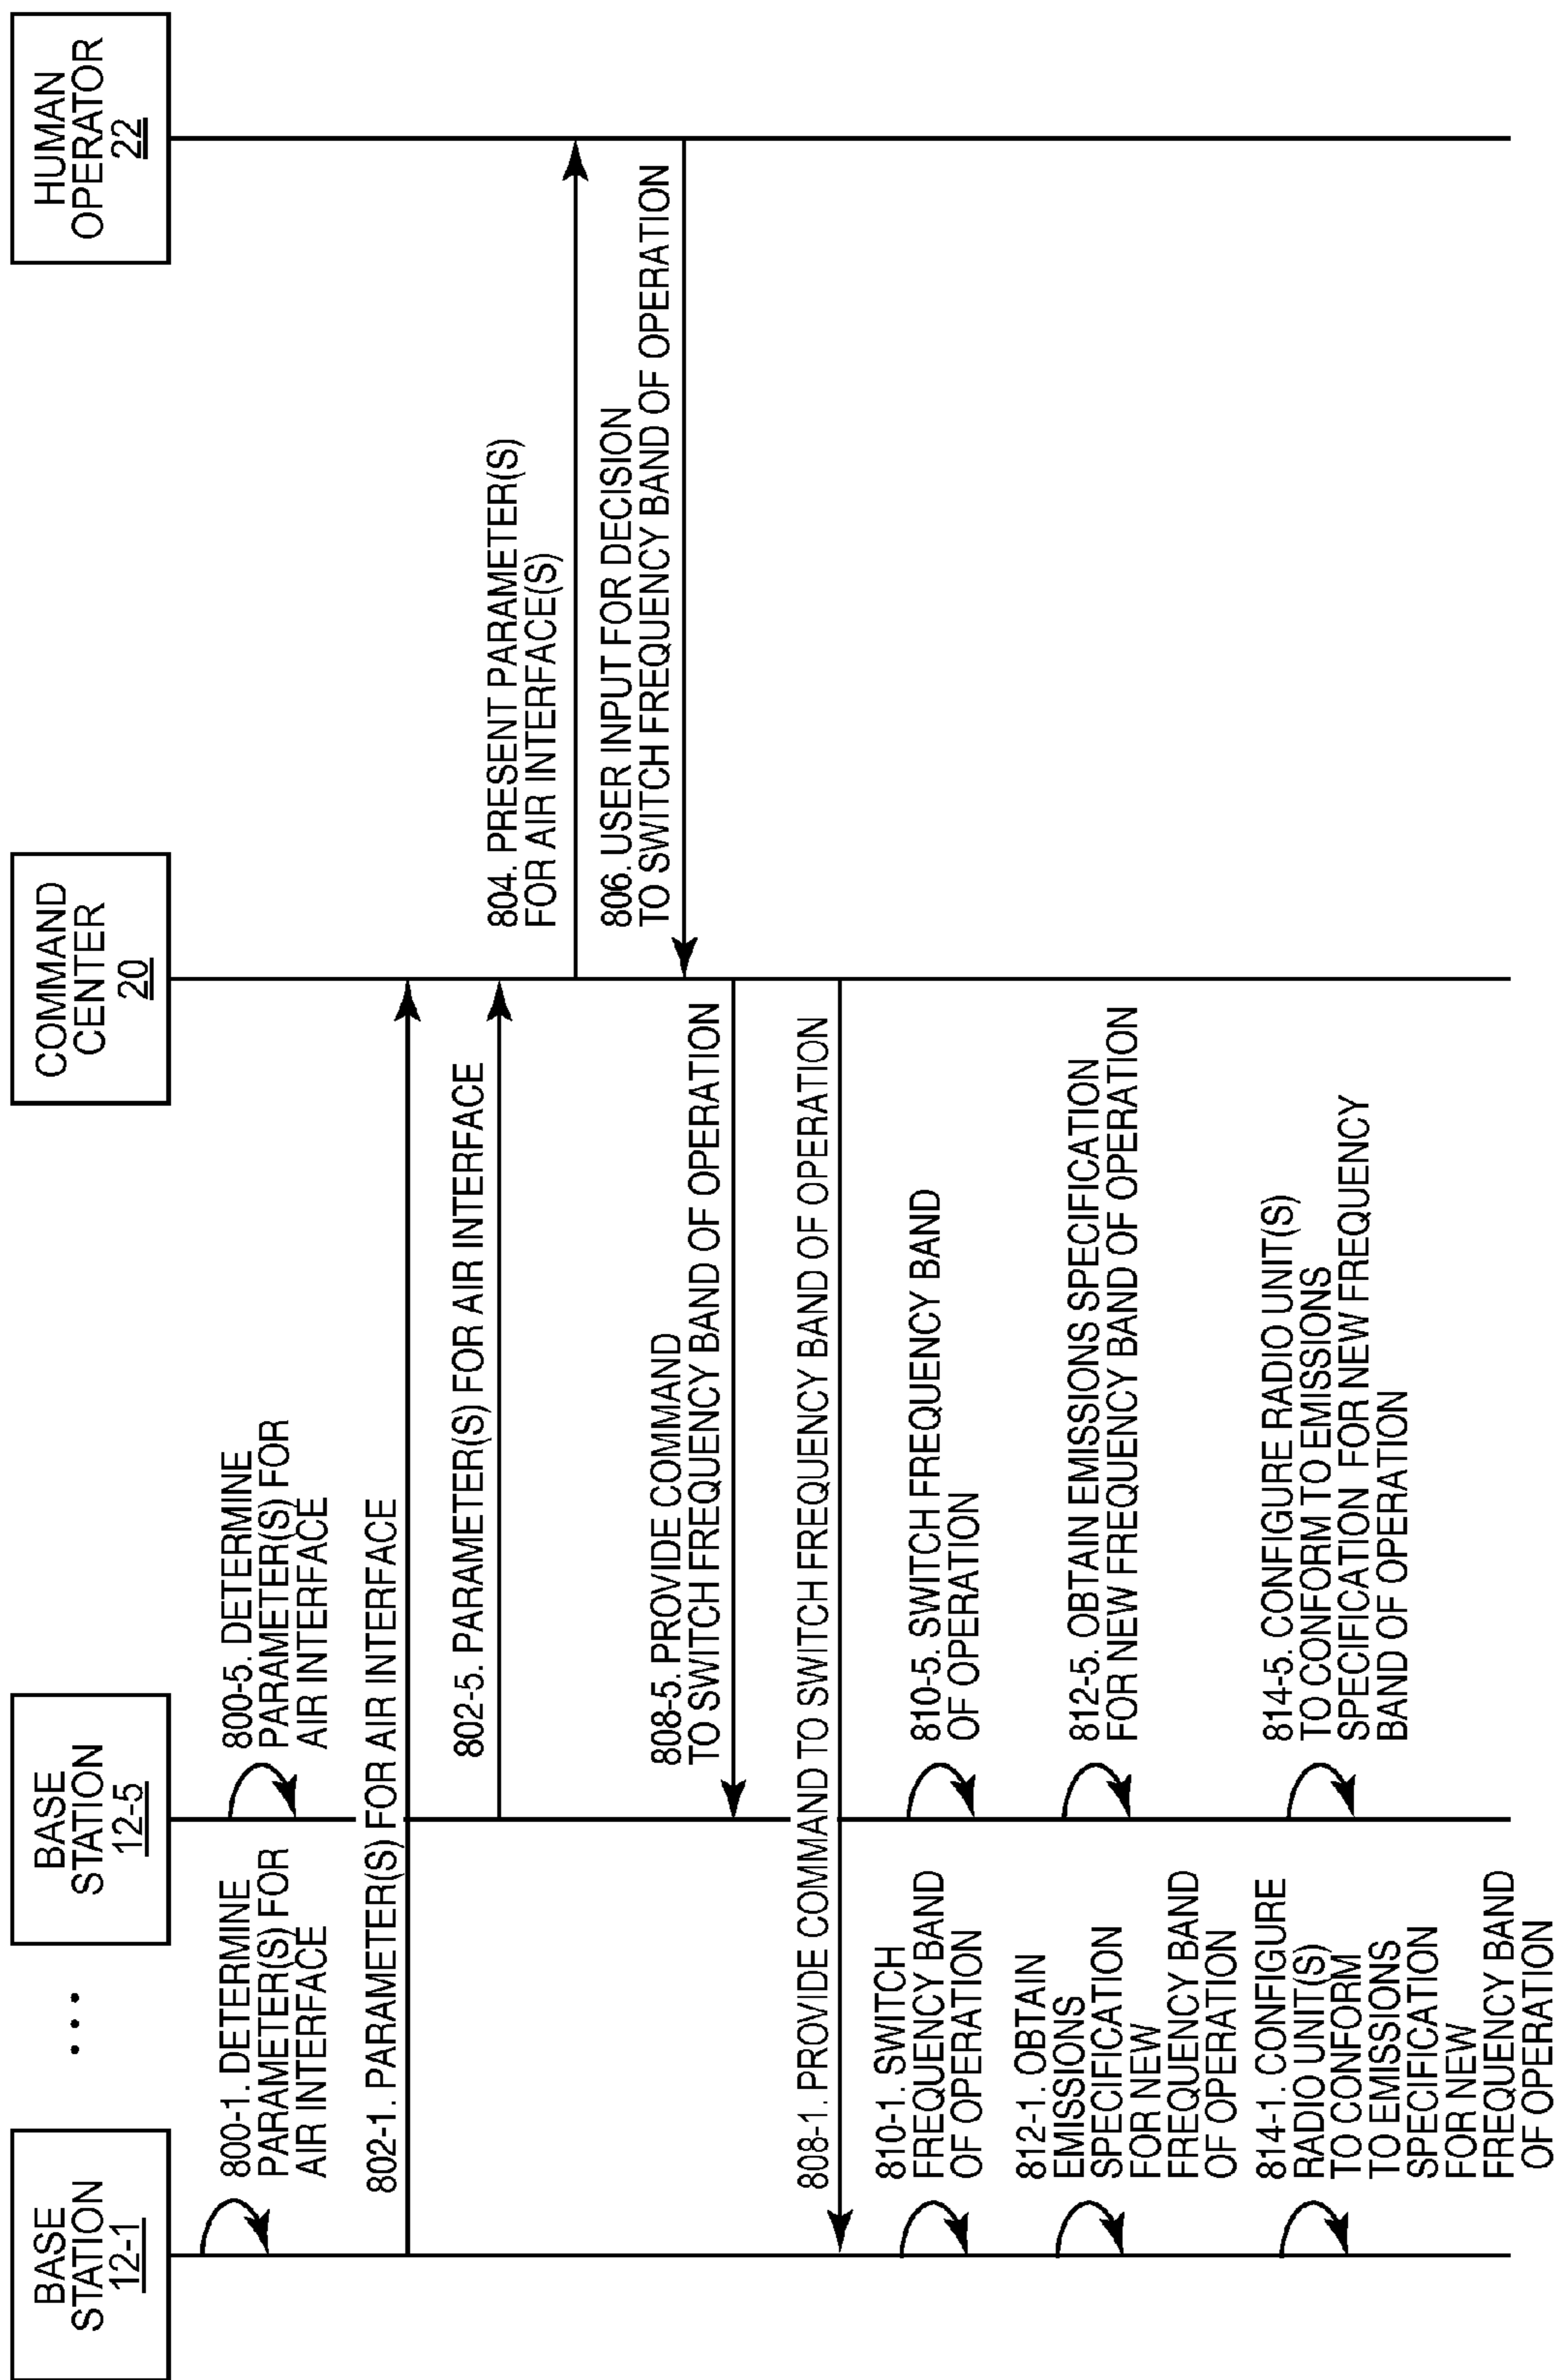 BASE
STATION
12-1
• • •
BASE
STATION
12-5
COMMAND
CENTER
20
HUMAN
OPERATOR
22
800-1. DETERMINE
PARAMETER(S) FOR
AIR INTERFACE
800-5. DETERMINE
PARAMETER(S) FOR
AIR INTERFACE
802-1. PARAMETER(S) FOR AIR INTERFACE
802-5. PARAMETER(S) FOR AIR INTERFACE
804. PRESENT PARAMETER(S)
FOR AIR INTERFACE(S)
806. USER INPUT FOR DECISION
TO SWITCH FREQUENCY BAND OF OPERATION
808-5. PROVIDE COMMAND
TO SWITCH FREQUENCY BAND OF OPERATION
808-1. PROVIDE COMMAND TO SWITCH FREQUENCY BAND OF OPERATION
810-1. SWITCH
FREQUENCY BAND
OF OPERATION
810-5. SWITCH FREQUENCY BAND
OF OPERATION
812-1. OBTAIN
EMISSIONS
SPECIFICATION
FOR NEW
FREQUENCY BAND
OF OPERATION
812-5. OBTAIN EMISSIONS SPECIFICATION
FOR NEW FREQUENCY BAND OF OPERATION
814-1. CONFIGURE
RADIO UNIT(S)
TO CONFORM
TO EMISSIONS
SPECIFICATION
FOR NEW
FREQUENCY BAND
OF OPERATION
814-5. CONFIGURE RADIO UNIT(S)
TO CONFORM TO EMISSIONS
SPECIFICATION FOR NEW FREQUENCY
BAND OF OPERATION